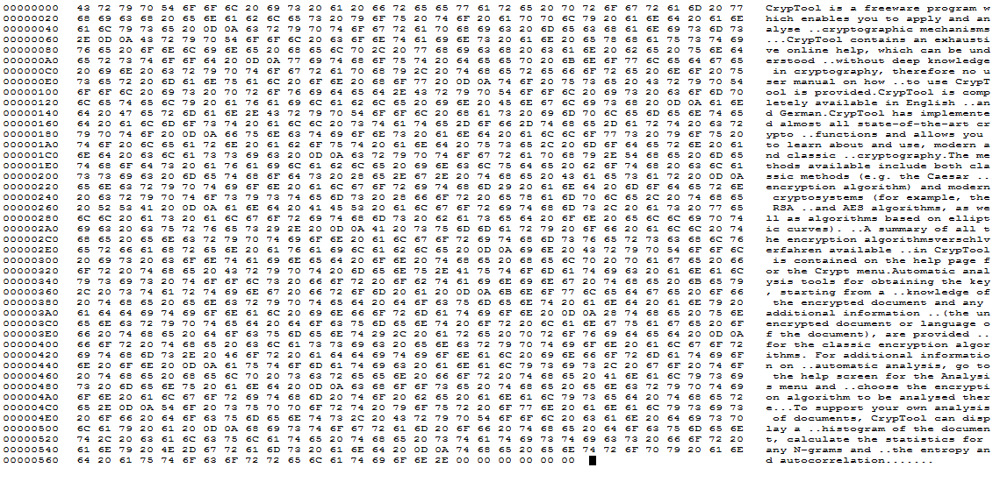 00000000 43 72 79 70 54 6F 6F 6C 20 69 73 20 61 20 66 72 65 65 77 61 72 65 20 70 72 6F 67 72 61 6D 20 77 CrypTool is a freeware program w
00000020 68 69 63 68 20 65 6E 61 62 6C 65 73 20 79 6F 75 20 74 6F 20 61 70 70 6C 79 20 61 6E 64 20 61 6E hich enables you to apply and an
00000040 61 6C 79 73 65 20 0D 0A 63 72 79 70 74 6F 67 72 61 70 68 69 63 20 6D 65 63 68 61 6E 69 73 6D 73 alyse ..cryptographic mechanisms
00000060 2E 0D 0A 43 72 79 70 54 6F 6F 6C 20 63 6F 6E 74 61 69 6E 73 20 61 6E 20 65 78 68 61 75 73 74 69 ...CrypTool contains an exhausti
00000080 76 65 20 6F 6E 6C 69 6E 65 20 68 65 6C 70 2C 20 77 68 69 63 68 20 63 61 6E 20 62 65 20 75 6E 64 ve online help, which can be und
000000A0 65 72 73 74 6F 6F 64 20 0D 0A 77 69 74 68 6F 75 74 20 64 65 65 70 20 6B 6E 6F 77 6C 65 64 67 65 erstood ..without deep knowledge
000000C0 20 69 6E 20 63 72 79 70 74 6F 67 72 61 70 68 79 2C 20 74 68 65 72 65 66 6F 72 65 20 6E 6F 20 75 in cryptography, therefore no u
000000E0 73 65 72 20 6D 61 6E 75 61 6C 20 6F 6E 20 68 6F 77 20 0D 0A 74 6F 20 75 73 65 20 43 72 79 70 54 ser manual on how ..to use CrypT
00000100 6F 6F 6C 20 69 73 20 70 72 6F 76 69 64 65 64 2E 43 72 79 70 54 6F 6F 6C 20 69 73 20 63 6F 6D 70 ool is provided.CrypTool is comp
00000120 6C 65 74 65 6C 79 20 61 76 61 69 6C 61 62 6C 65 20 69 6E 20 45 6E 67 6C 69 73 68 20 0D 0A 61 6E letely available in English ..an
00000140 64 20 47 65 72 6D 61 6E 2E 43 72 79 70 54 6F 6F 6C 20 68 61 73 20 69 6D 70 6C 65 6D 65 6E 74 65 d German.CrypTool has implemente
00000160 64 20 61 6C 6D 6F 73 74 20 61 6C 6C 20 73 74 61 74 65 2D 6F 66 2D 74 68 65 2D 61 72 74 20 63 72 d almost all state-of-the-art cr
00000180 79 70 74 6F 20 0D 0A 66 75 6E 63 74 69 6F 6E 73 20 61 6E 64 20 61 6C 6C 6F 77 73 20 79 6F 75 20 ypto ..functions and allows you
000001A0 74 6F 20 6C 65 61 72 6E 20 61 62 6F 75 74 20 61 6E 64 20 75 73 65 2C 20 6D 6F 64 65 72 6E 20 61 to learn about and use, modern a
000001C0 6E 64 20 63 6C 61 73 73 69 63 20 0D 0A 63 72 79 70 74 6F 67 72 61 70 68 79 2E 54 68 65 20 6D 65 nd classic ..cryptography.The me
000001E0 74 68 6F 64 73 20 61 76 61 69 6C 61 62 6C 65 20 69 6E 63 6C 75 64 65 20 62 6F 74 68 20 63 6C 61 thods available include both cla
00000200 73 73 69 63 20 6D 65 74 68 6F 64 73 20 28 65 2E 67 2E 20 74 68 65 20 43 61 65 73 61 72 20 0D 0A ssic methods (e.g. the Caesar ..
00000220 65 6E 63 72 79 70 74 69 6F 6E 20 61 6C 67 6F 72 69 74 68 6D 29 20 61 6E 64 20 6D 6F 64 65 72 6E encryption algorithm) and modern
00000240 20 63 72 79 70 74 6F 73 79 73 74 65 6D 73 20 28 66 6F 72 20 65 78 61 6D 70 6C 65 2C 20 74 68 65 cryptosystems (for example, the
00000260 20 52 53 41 20 0D 0A 61 6E 64 20 41 45 53 20 61 6C 67 6F 72 69 74 68 6D 73 2C 20 61 73 20 77 65 RSA ..and AES algorithms, as we
00000280 6C 6C 20 61 73 20 61 6C 67 6F 72 69 74 68 6D 73 20 62 61 73 65 64 20 6F 6E 20 65 6C 6C 69 70 74 ll as algorithms based on ellipt
000002A0 69 63 20 63 75 72 76 65 73 29 2E 20 0D 0A 41 20 73 75 6D 6D 61 72 79 20 6F 66 20 61 6C 6C 20 74 ic curves). ..A summary of all t
000002C0 68 65 20 65 6E 63 72 79 70 74 69 6F 6E 20 61 6C 67 6F 72 69 74 68 6D 73 76 65 72 73 63 68 6C 76 he encryption algorithmsverschlv
000002E0 65 72 66 61 68 72 65 6E 20 61 76 61 69 6C 61 62 6C 65 20 0D 0A 69 6E 20 43 72 79 70 54 6F 6F 6C erfahren available ..in CrypTool
00000300 20 69 73 20 63 6F 6E 74 61 69 6E 65 64 20 6F 6E 20 74 68 65 20 68 65 6C 70 20 70 61 67 65 20 66 is contained on the help page f
00000320 6F 72 20 74 68 65 20 43 72 79 70 74 20 6D 65 6E 75 2E 41 75 74 6F 6D 61 74 69 63 20 61 6E 61 6C or the Crypt menu.Automatic anal
00000340 79 73 69 73 20 74 6F 6F 6C 73 20 66 6F 72 20 6F 62 74 61 69 6E 69 6E 67 20 74 68 65 20 6B 65 79 ysis tools for obtaining the key
00000360 2C 20 73 74 61 72 74 69 6E 67 20 66 72 6F 6D 20 61 20 0D 0A 6B 6E 6F 77 6C 65 64 67 65 20 6F 66 , starting from a ..knowledge of
00000380 20 74 68 65 20 65 6E 63 72 79 70 74 65 64 20 64 6F 63 75 6D 65 6E 74 20 61 6E 64 20 61 6E 79 20 the encrypted document and any
000003A0 61 64 64 69 74 69 6F 6E 61 6C 20 69 6E 66 6F 72 6D 61 74 69 6F 6E 20 0D 0A 28 74 68 65 20 75 6E additional information ..(the un
000003C0 65 6E 63 72 79 70 74 65 64 20 64 6F 63 75 6D 65 6E 74 20 6F 72 20 6C 61 6E 67 75 61 67 65 20 6F encrypted document or language o
000003E0 66 20 74 68 65 20 64 6F 63 75 6D 65 6E 74 29 2C 20 61 72 65 20 70 72 6F 76 69 64 65 64 20 0D 0A f the document), are provided ..
00000400 66 6F 72 20 74 68 65 20 63 6C 61 73 73 69 63 20 65 6E 63 72 79 70 74 69 6F 6E 20 61 6C 67 6F 72 for the classic encryption algor
00000420 69 74 68 6D 73 2E 20 46 6F 72 20 61 64 64 69 74 69 6F 6E 61 6C 20 69 6E 66 6F 72 6D 61 74 69 6F ithms. For additional informatio
00000440 6E 20 6F 6E 20 0D 0A 61 75 74 6F 6D 61 74 69 63 20 61 6E 61 6C 79 73 69 73 2C 20 67 6F 20 74 6F n on ..automatic analysis, go to
00000460 20 74 68 65 20 68 65 6C 70 20 73 63 72 65 65 6E 20 66 6F 72 20 74 68 65 20 41 6E 61 6C 79 73 69 the help screen for the Analysi
00000480 73 20 6D 65 6E 75 20 61 6E 64 20 0D 0A 63 68 6F 6F 73 65 20 74 68 65 20 65 6E 63 72 79 70 74 69 s menu and ..choose the encrypti
000004A0 6F 6E 20 61 6C 67 6F 72 69 74 68 6D 20 74 6F 20 62 65 20 61 6E 61 6C 79 73 65 64 20 74 68 65 72 on algorithm to be analysed ther
000004C0 65 2E 0D 0A 54 6F 20 73 75 70 70 6F 72 74 20 79 6F 75 72 20 6F 77 6E 20 61 6E 61 6C 79 73 69 73 e...To support your own analysis
000004E0 20 6F 66 20 64 6F 63 75 6D 65 6E 74 73 2C 20 43 72 79 70 54 6F 6F 6C 20 63 61 6E 20 64 69 73 70 of documents, CrypTool can disp
00000500 6C 61 79 20 61 20 0D 0A 68 69 73 74 6F 67 72 61 6D 20 6F 66 20 74 68 65 20 64 6F 63 75 6D 65 6E lay a ..histogram of the documen
00000520 74 2C 20 63 61 6C 63 75 6C 61 74 65 20 74 68 65 20 73 74 61 74 69 73 74 69 63 73 20 66 6F 72 20 t, calculate the statistics for
00000540 61 6E 79 20 4E 2D 67 72 61 6D 73 20 61 6E 64 20 0D 0A 74 68 65 20 65 6E 74 72 6F 70 79 20 61 6E any N-grams and ..the entropy an
00000560 64 20 61 75 74 6F 63 6F 72 72 65 6C 61 74 69 6F 6E 2E 00 00 00 00 00 00 d autocorrelation.......